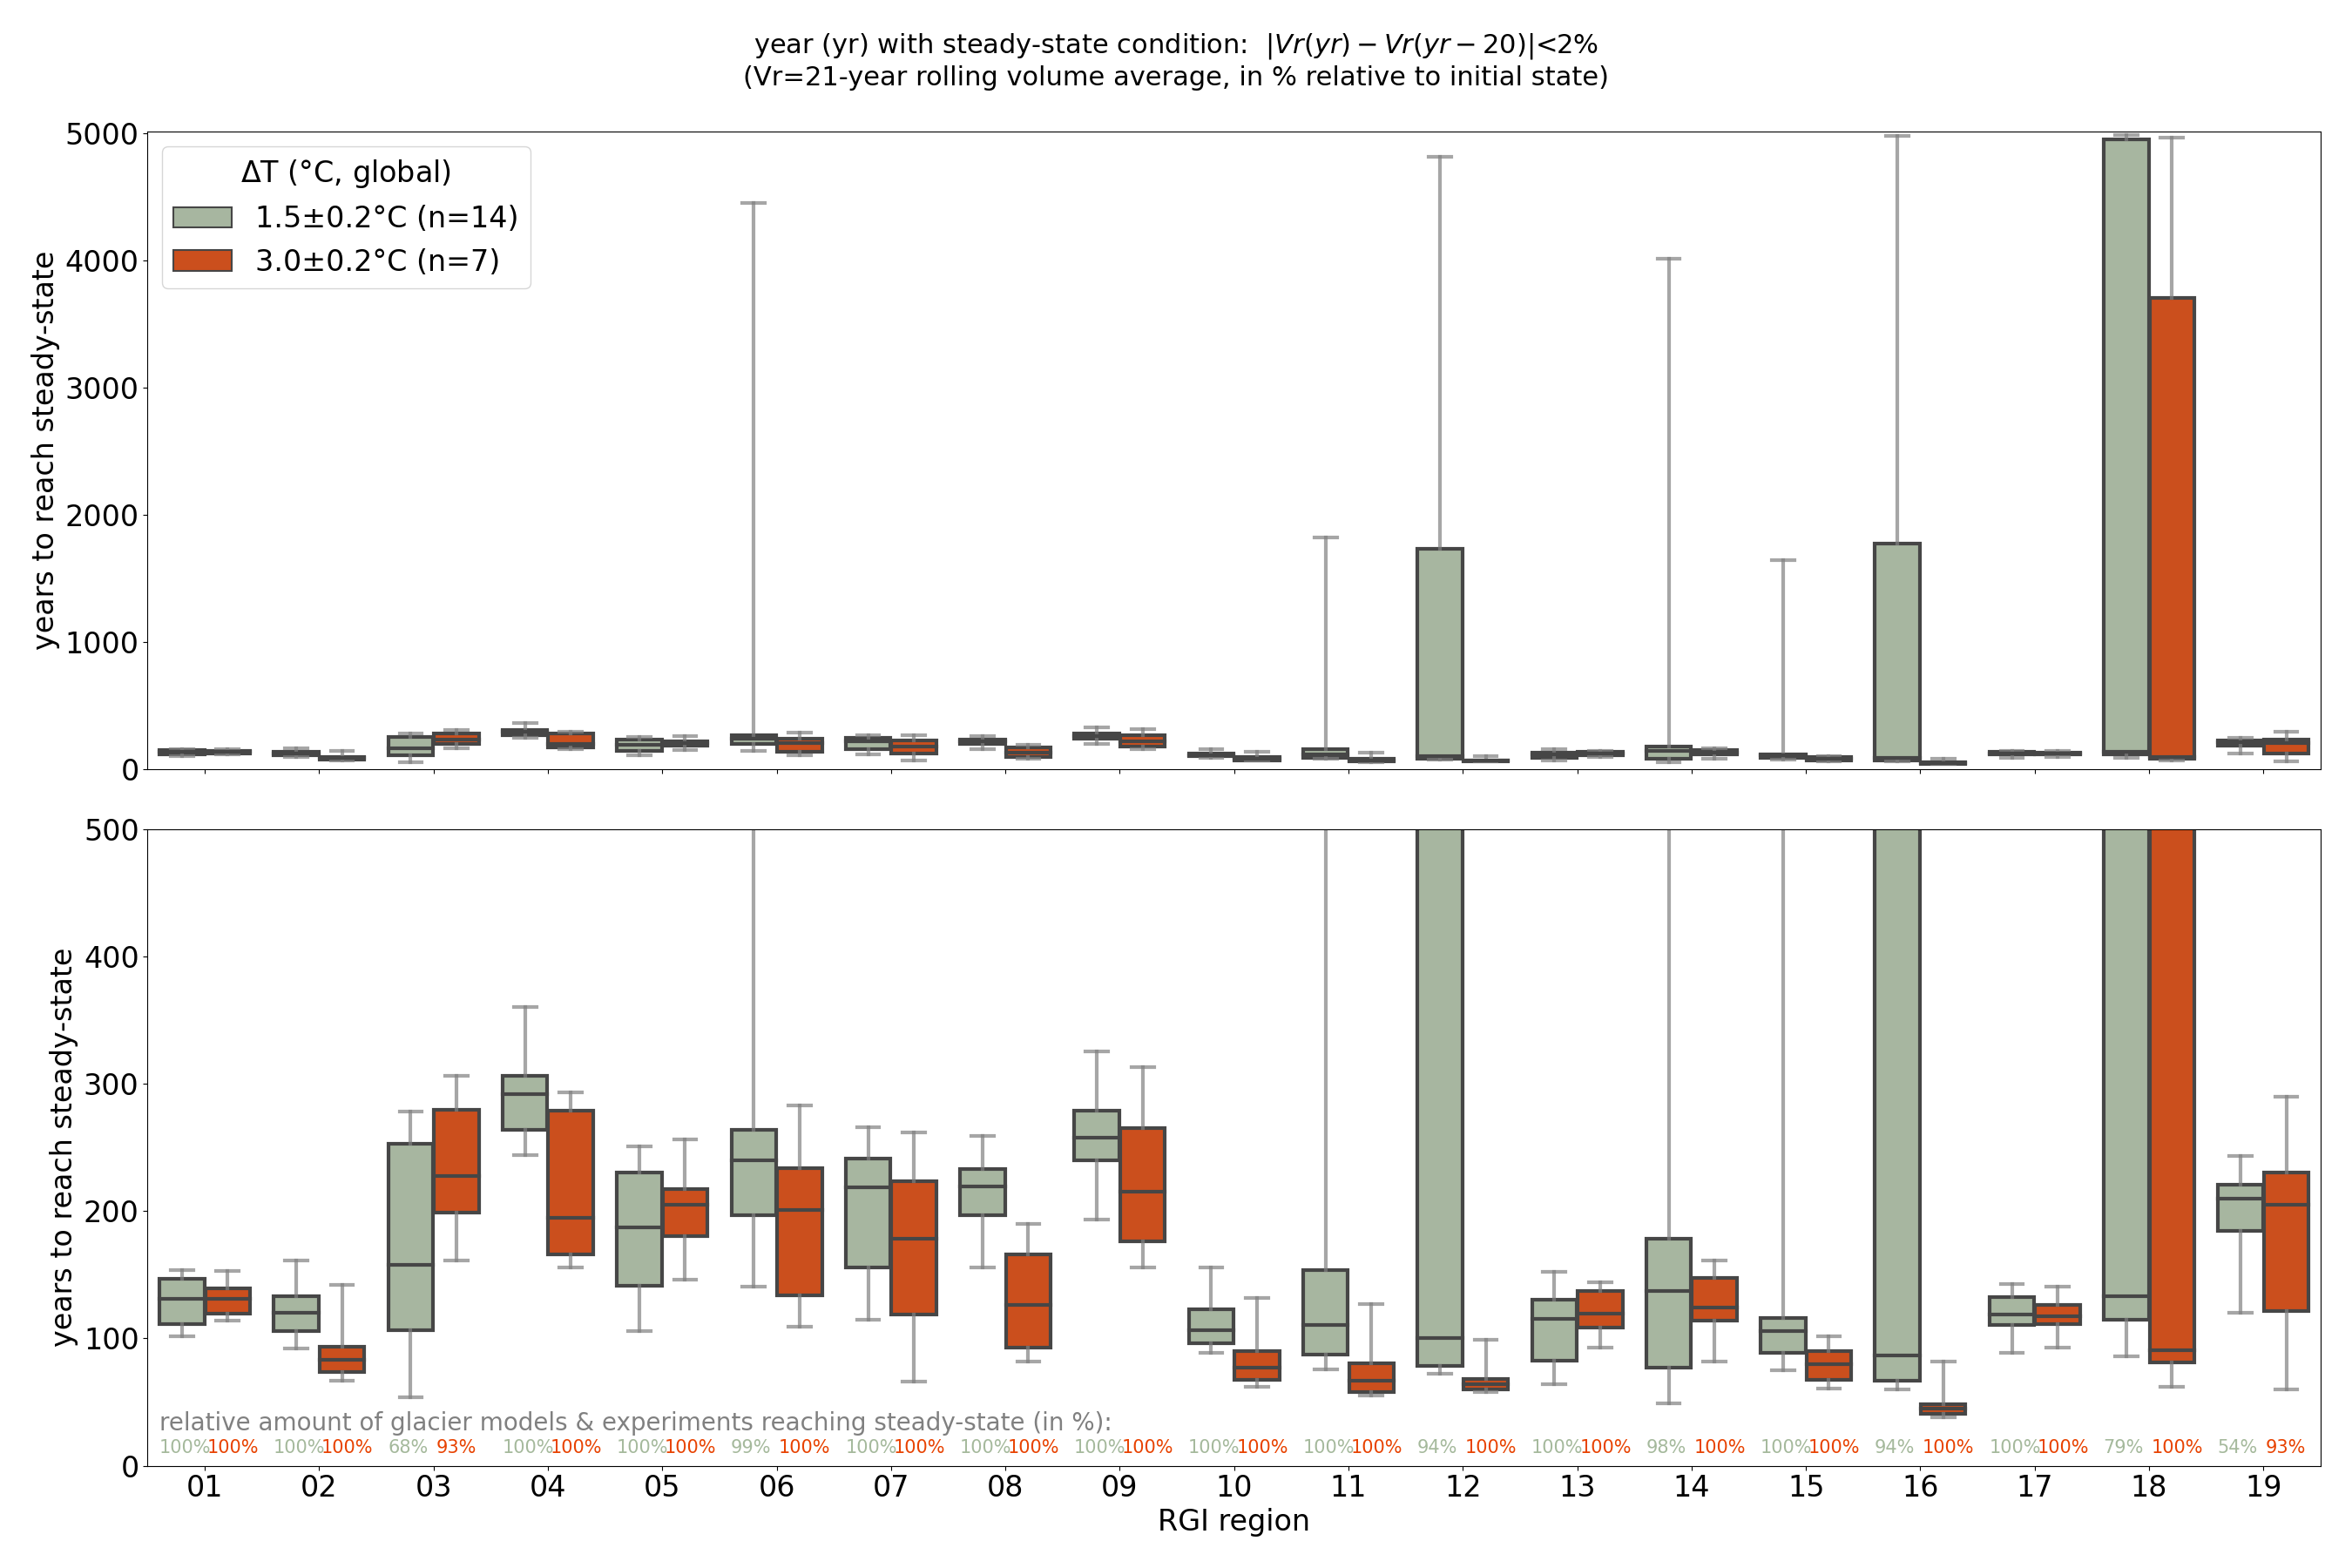 year (yr) with steady-state condition: |Vr(yr) − Vr(yr − 20)|<2%
(Vr=21-year rolling volume average, in % relative to initial state)
years to reach steady-state
5000
4000
3000
2000
1000
0
ΔT (°C, global)
1.5±0.2°C (n=14)
3.0±0.2°C (n=7)
years to reach steady-state
500
400
300
200
100
0
relative amount of glacier models & experiments reaching steady-state (in %):
100% 100% 100% 100% 68% 93% 100% 100% 100% 100% 99% 100% 100% 100% 100% 100% 100% 100% 100% 100% 100% 100% 94% 100% 100% 100% 98% 100% 100% 100% 94% 100% 100% 100% 79% 100% 54% 93%
01 02 03 04 05 06 07 08 09 10 11 12 13 14 15 16 17 18 19
RGI region